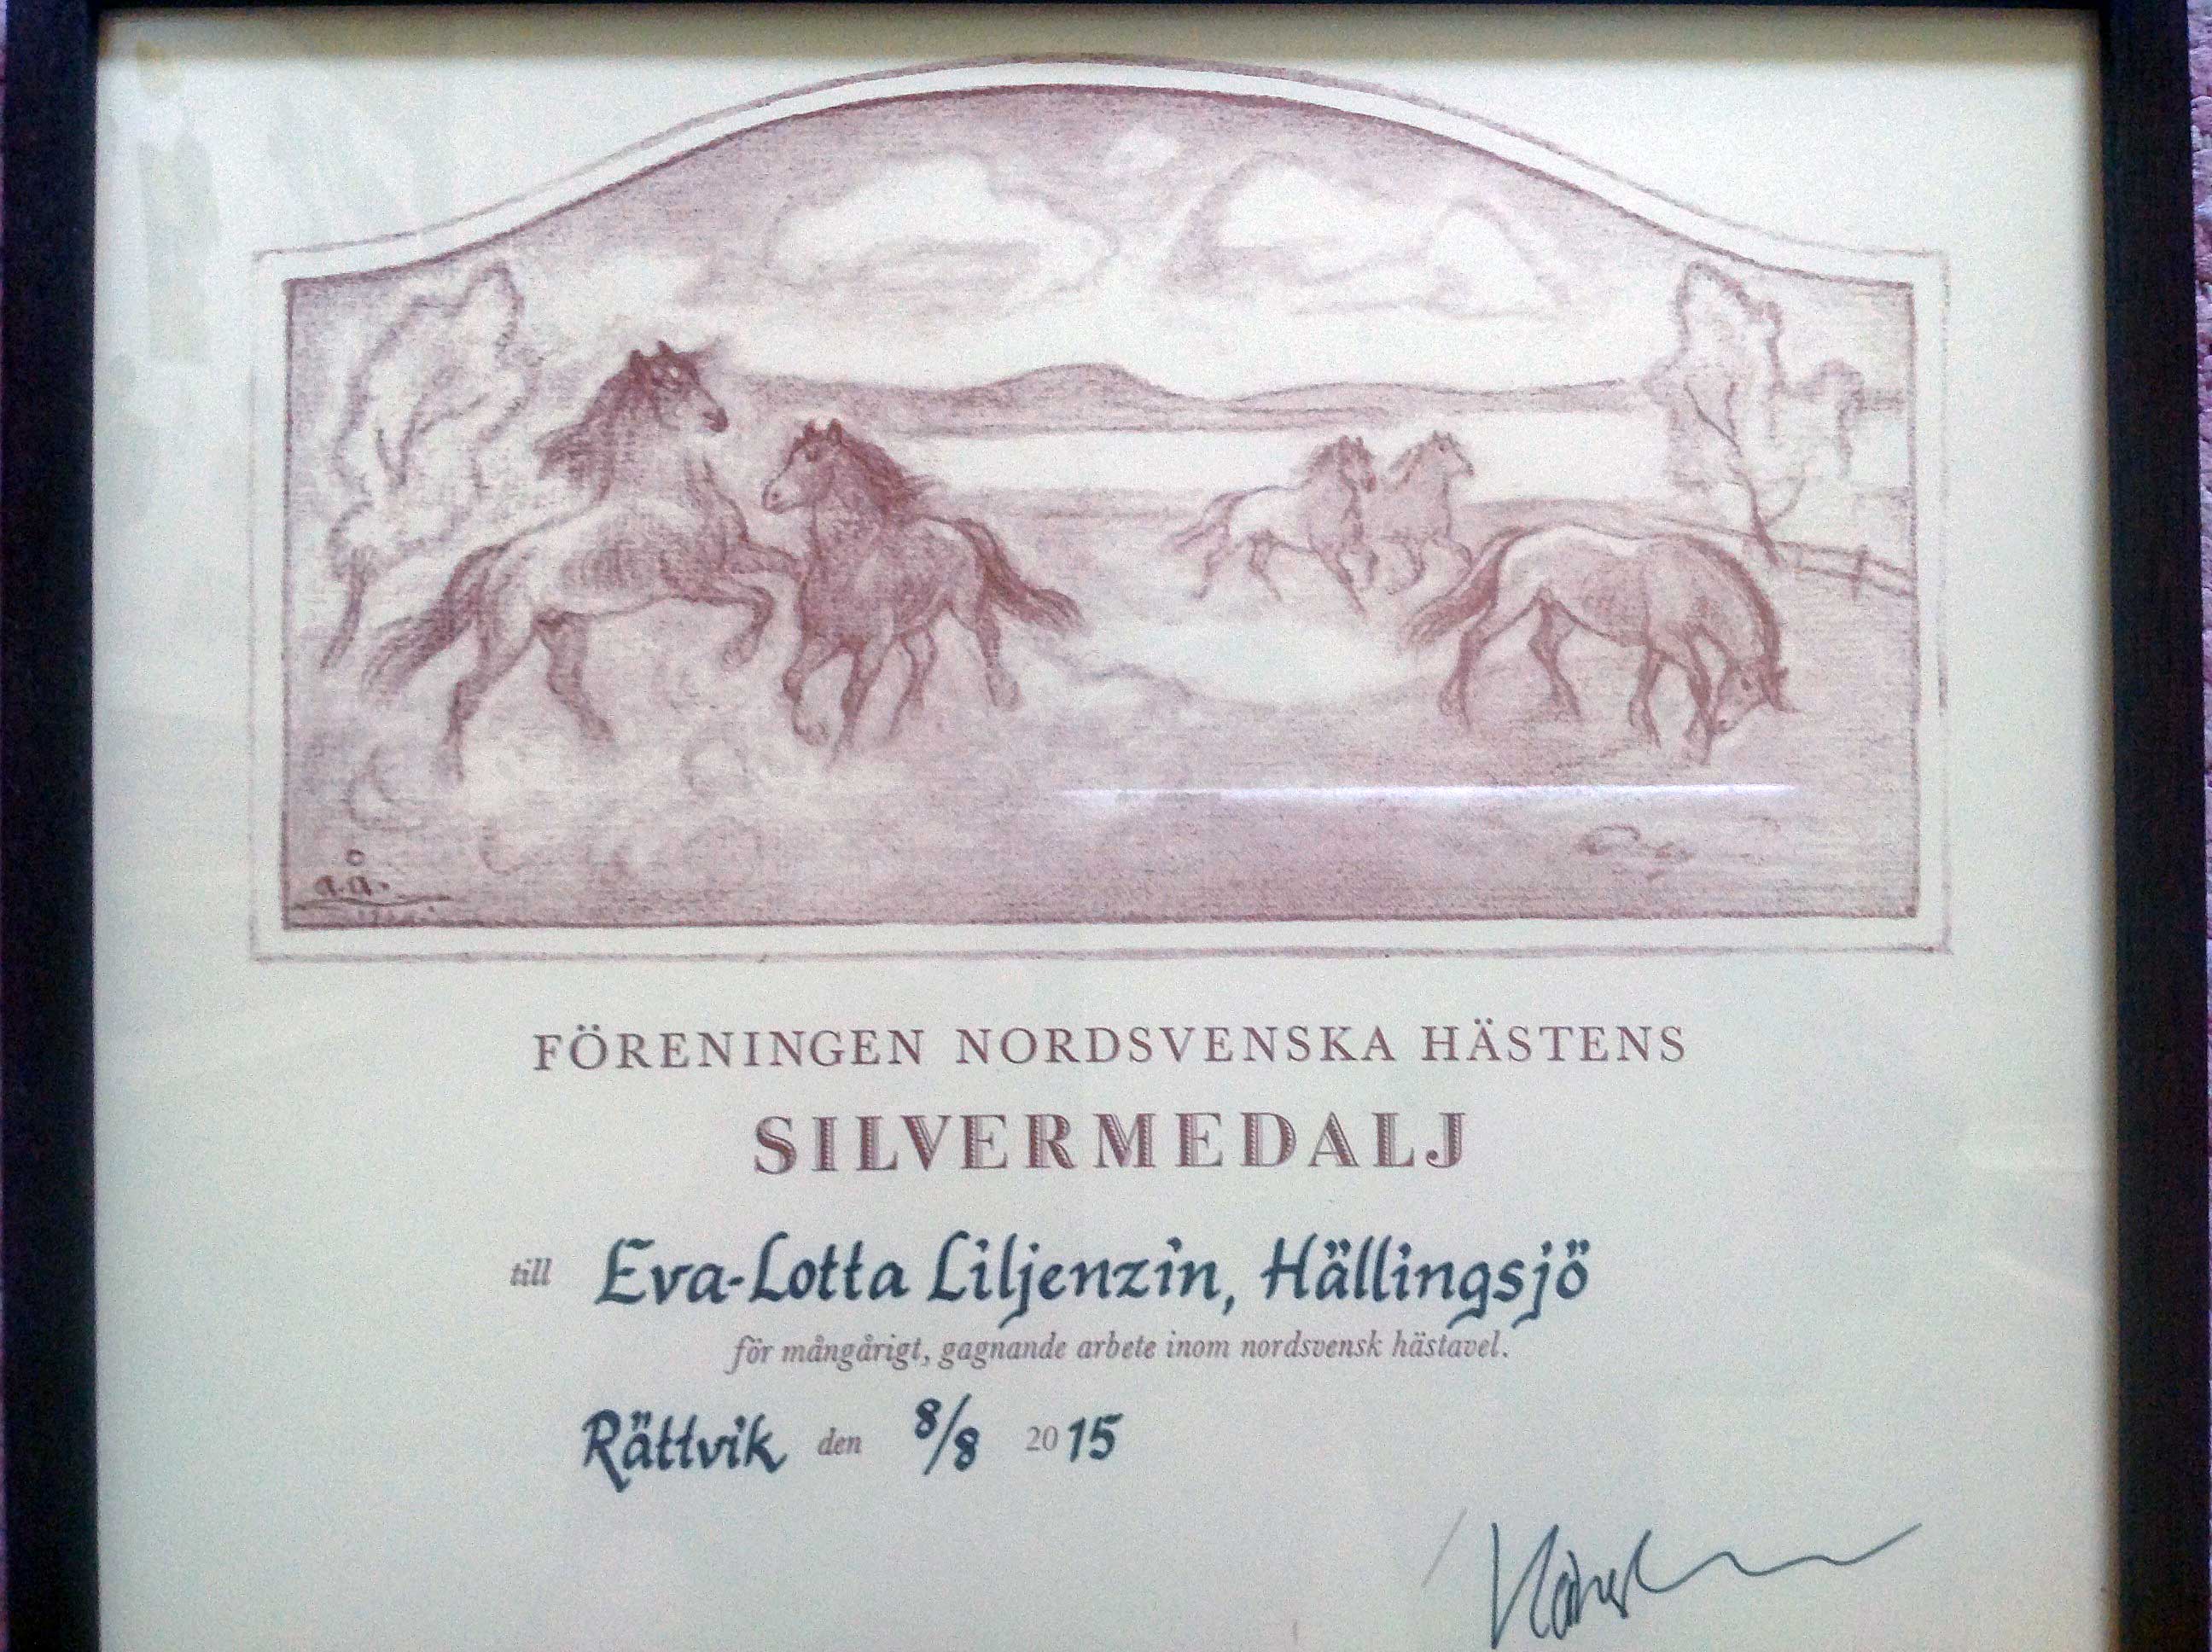 a.å.
FÖRENINGEN NORDSVENSKA HÄSTENS
SILVERMEDALJ
till Eva-Lotta Liljenzin, Hällingsjö
för mångårigt, gagnande arbete inom nordsvensk hästavel.
Rättvik den 8/8 2015